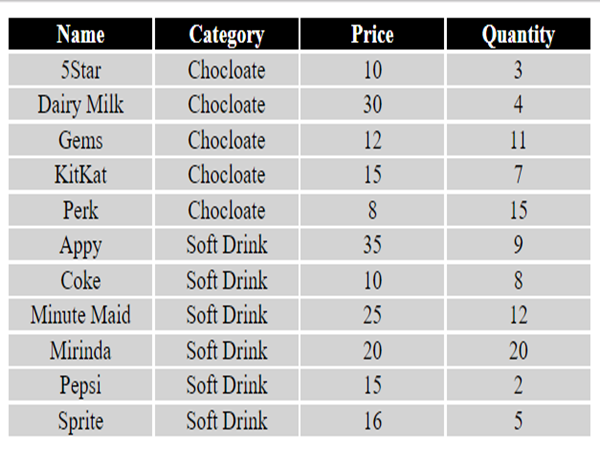 Name Category Price Quantity
5Star Chocloate 10 3
Dairy Milk Chocloate 30 4
Gems Chocloate 12 11
KitKat Chocloate 15 7
Perk Chocloate 8 15
Appy Soft Drink 35 9
Coke Soft Drink 10 8
Minute Maid Soft Drink 25 12
Mirinda Soft Drink 20 20
Pepsi Soft Drink 15 2
Sprite Soft Drink 16 5